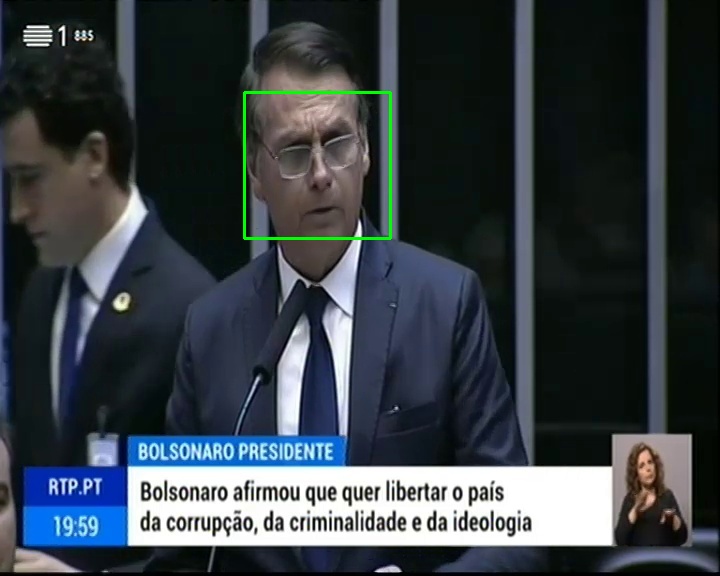 1 885
BOLSONARO PRESIDENTE
RTP.PT
Bolsonaro afirmou que quer libertar o país
19:59
da corrupção, da criminalidade e da ideologia